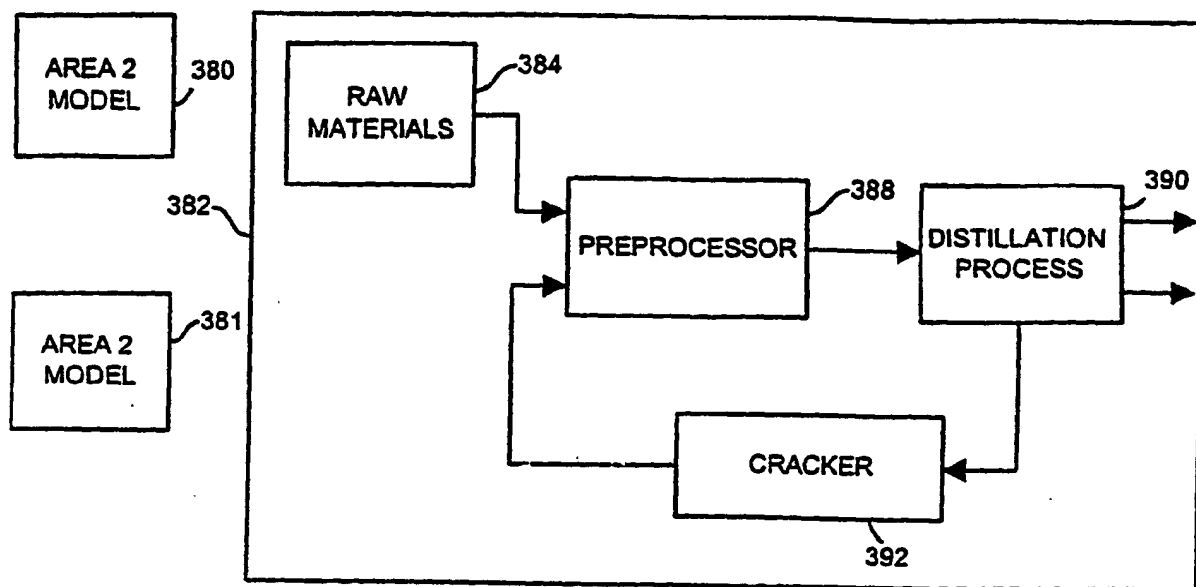 AREA 2
MODEL
380
382
AREA 2
MODEL
381
RAW
MATERIALS
384
PREPROCESSOR
388
DISTILLATION
PROCESS
390
CRACKER
392